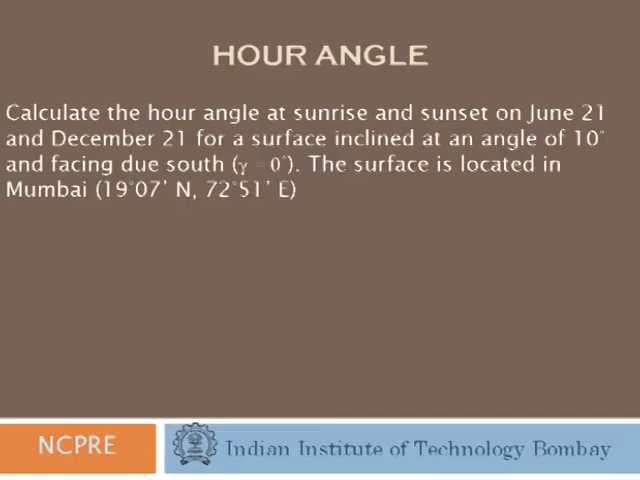 HOUR ANGLE
Calculate the hour angle at sunrise and sunset on June 21
and December 21 for a surface inclined at an angle of 10°
and facing due south (γ = 0°). The surface is located in
Mumbai (19°07' N, 72°51' E)
NCPRE
Indian Institute of Technology Bombay